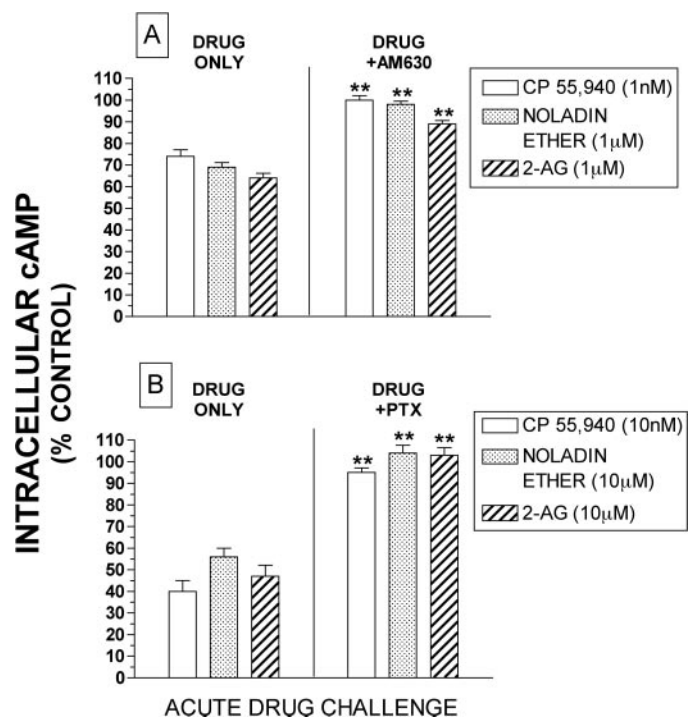 A
DRUG
ONLY
DRUG
+AM630
110
100
90
80
70
60
50
40
30
20
10
0
**
**
**
CP 55,940 (1nM)
NOLADIN
ETHER (1μM)
2-AG (1μM)
INTRACELLULAR cAMP
(% CONTROL)
B
DRUG
ONLY
DRUG
+PTX
110
100
90
80
70
60
50
40
30
20
10
0
**
**
**
CP 55,940 (10nM)
NOLADIN
ETHER (10μM)
2-AG (10μM)
ACUTE DRUG CHALLENGE